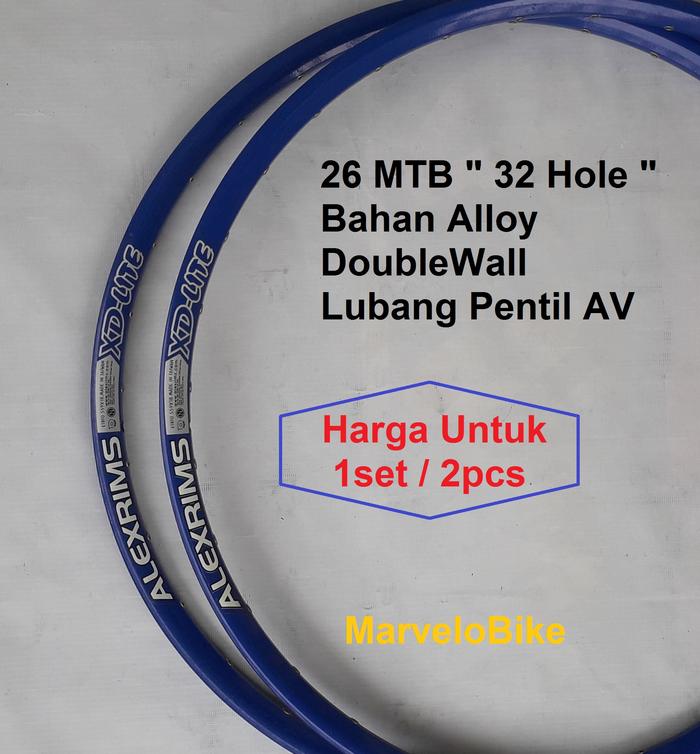 26 MTB " 32 Hole "
Bahan Alloy
DoubleWall
Lubang Pentil AV
Harga Untuk
1set / 2pcs
MarveloBike
XD-LITE
ALEXRIMS
XD-LITE
ALEXRIMS